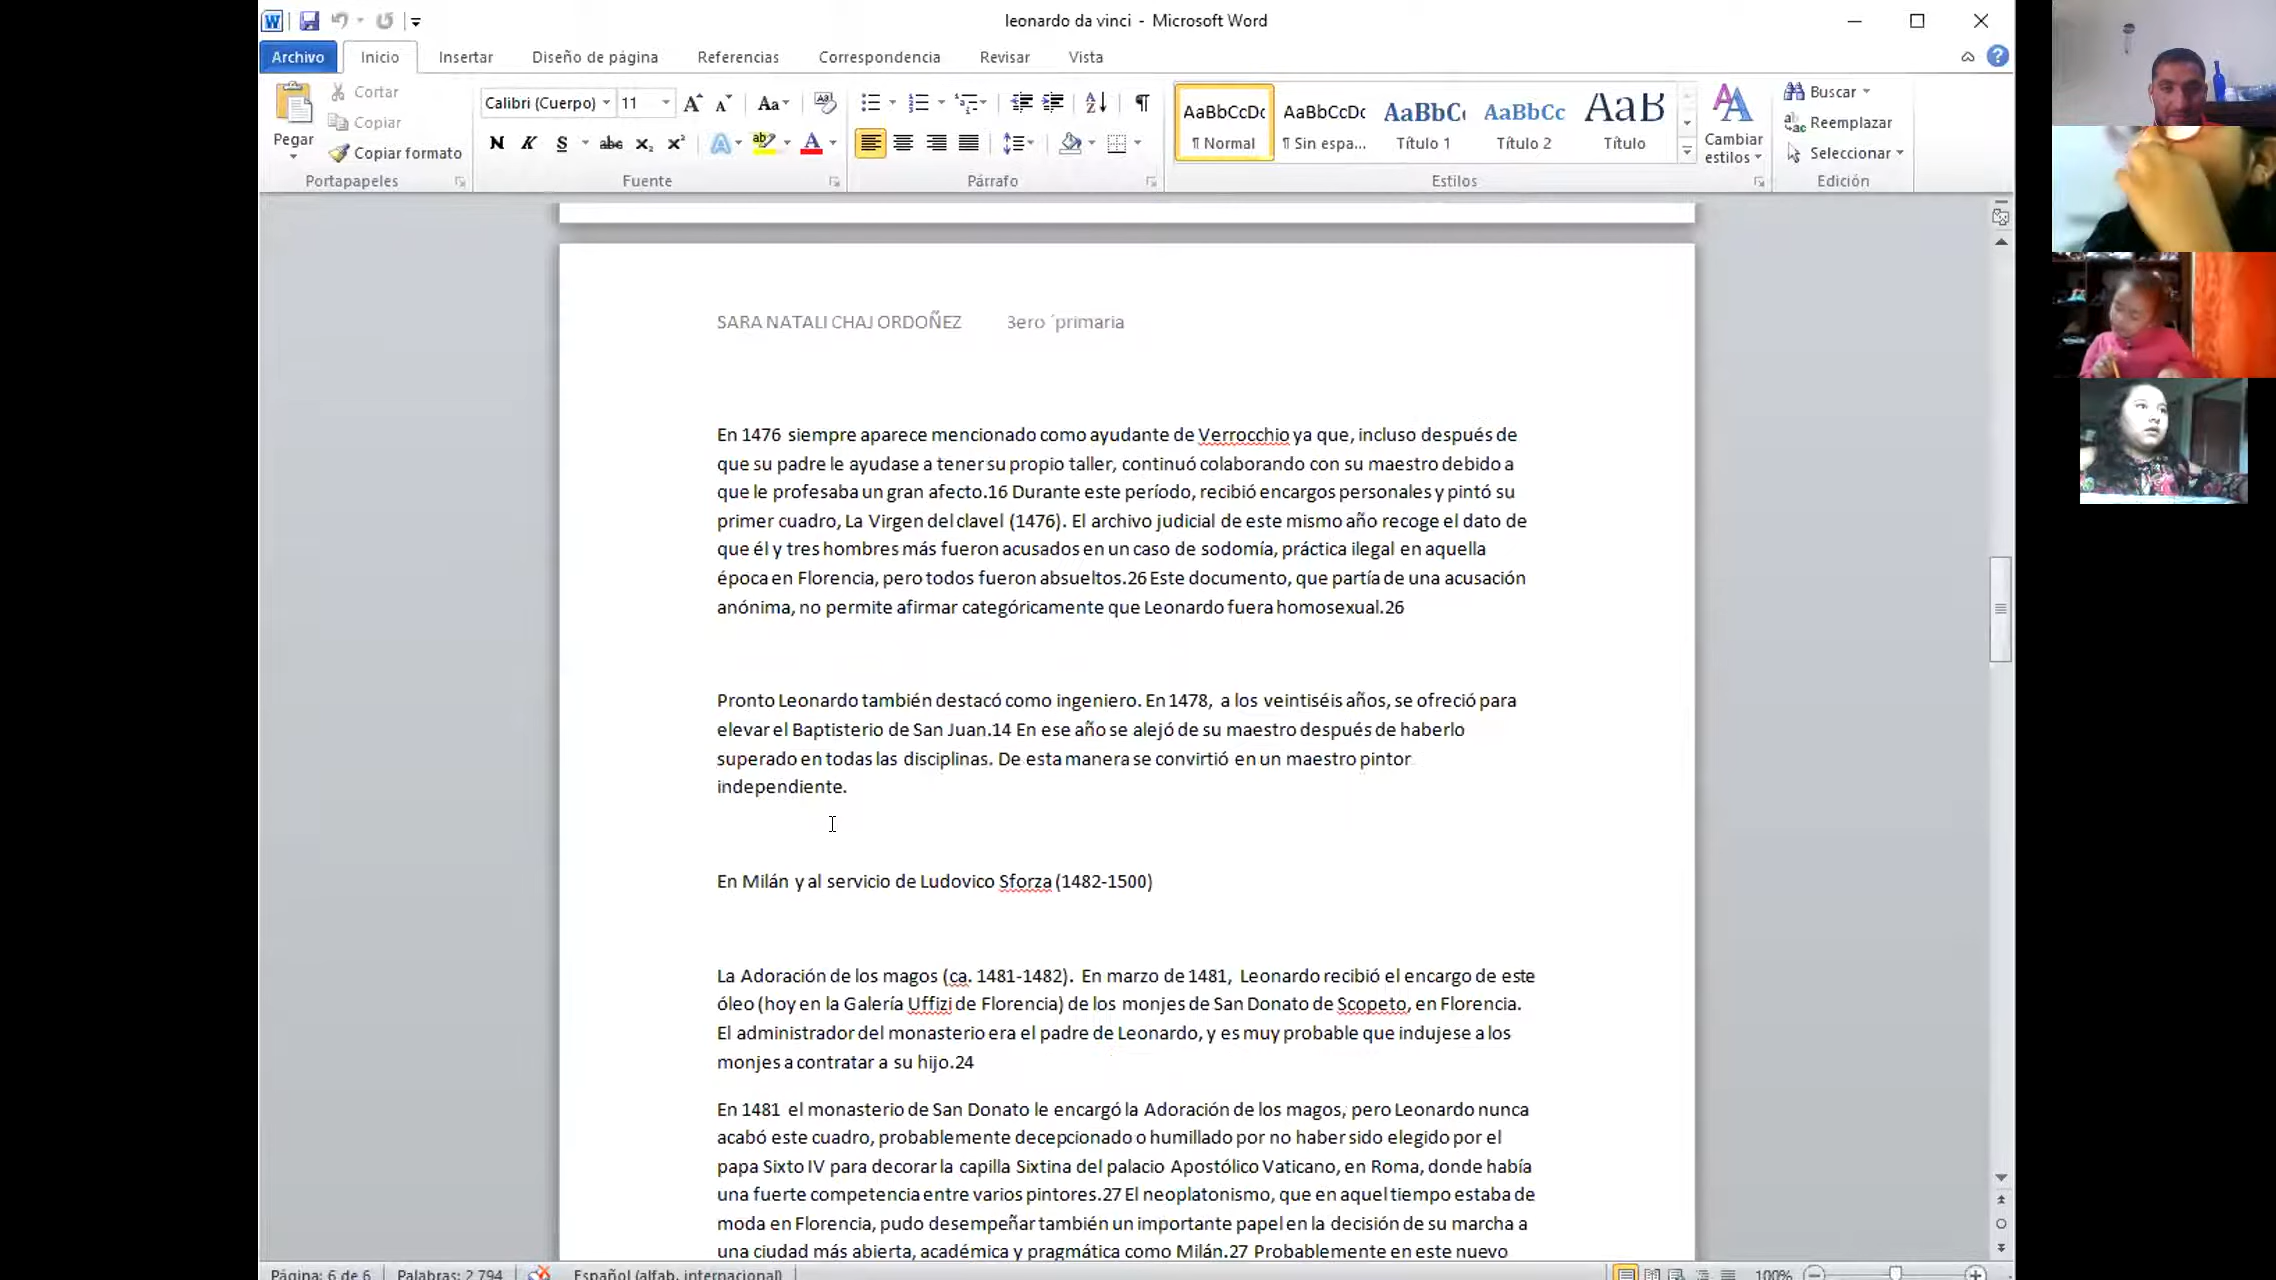 leonardo da vinci - Microsoft Word
Archivo Inicio Insertar Diseño de página Referencias Correspondencia Revisar Vista
Pegar
Cortar
Copiar
Copiar formato
Portapapeles
Calibri (Cuerpo) 11
Fuente
Párrafo
AaBbCcDc AaBbCcDc AaBbC AaBbCc AaB
¶ Normal ¶ Sin espa... Título 1 Título 2 Título
Cambiar
estilos
Estilos
Buscar
Reemplazar
Seleccionar
Edición
SARA NATALI CHAJ ORDOÑEZ 3ero ´primaria
En 1476 siempre aparece mencionado como ayudante de Verrocchio ya que, incluso después de
que su padre le ayudase a tener su propio taller, continuó colaborando con su maestro debido a
que le profesaba un gran afecto.16 Durante este período, recibió encargos personales y pintó su
primer cuadro, La Virgen del clavel (1476). El archivo judicial de este mismo año recoge el dato de
que él y tres hombres más fueron acusados en un caso de sodomía, práctica ilegal en aquella
época en Florencia, pero todos fueron absueltos.26 Este documento, que partía de una acusación
anónima, no permite afirmar categóricamente que Leonardo fuera homosexual.26
Pronto Leonardo también destacó como ingeniero. En 1478, a los veintiséis años, se ofreció para
elevar el Baptisterio de San Juan.14 En ese año se alejó de su maestro después de haberlo
superado en todas las disciplinas. De esta manera se convirtió en un maestro pintor
independiente.
En Milán y al servicio de Ludovico Sforza (1482-1500)
La Adoración de los magos (ca. 1481-1482). En marzo de 1481, Leonardo recibió el encargo de este
óleo (hoy en la Galería Uffizi de Florencia) de los monjes de San Donato de Scopeto, en Florencia.
El administrador del monasterio era el padre de Leonardo, y es muy probable que indujese a los
monjes a contratar a su hijo.24
En 1481 el monasterio de San Donato le encargó la Adoración de los magos, pero Leonardo nunca
acabó este cuadro, probablemente decepcionado o humillado por no haber sido elegido por el
papa Sixto IV para decorar la capilla Sixtina del palacio Apostólico Vaticano, en Roma, donde había
una fuerte competencia entre varios pintores.27 El neoplatonismo, que en aquel tiempo estaba de
moda en Florencia, pudo desempeñar también un importante papel en la decisión de su marcha a
una ciudad más abierta, académica y pragmática como Milán.27 Probablemente en este nuevo
Página: 6 de 6 Palabras: 2,794 Español (alfab. internacional) 100%